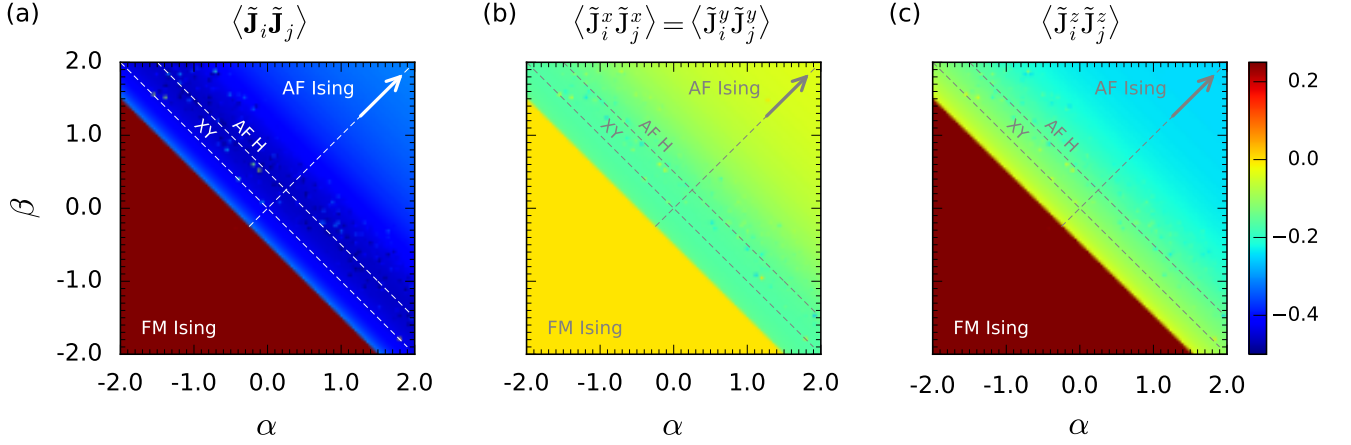 (a)
⟨J̃ᵢJ̃ⱼ⟩
(b)
⟨J̃ᵢˣJ̃ⱼˣ⟩ = ⟨J̃ᵢʸJ̃ⱼʸ⟩
(c)
⟨J̃ᵢᶻJ̃ⱼᶻ⟩
β
2.0
1.0
0.0
-1.0
-2.0
AF Ising
XY
AF H
FM Ising
-2.0 -1.0 0.0 1.0 2.0
α
AF Ising
XY
AF H
FM Ising
-2.0 -1.0 0.0 1.0 2.0
α
AF Ising
XY
AF H
FM Ising
-2.0 -1.0 0.0 1.0 2.0
α
0.2
0.0
−0.2
−0.4